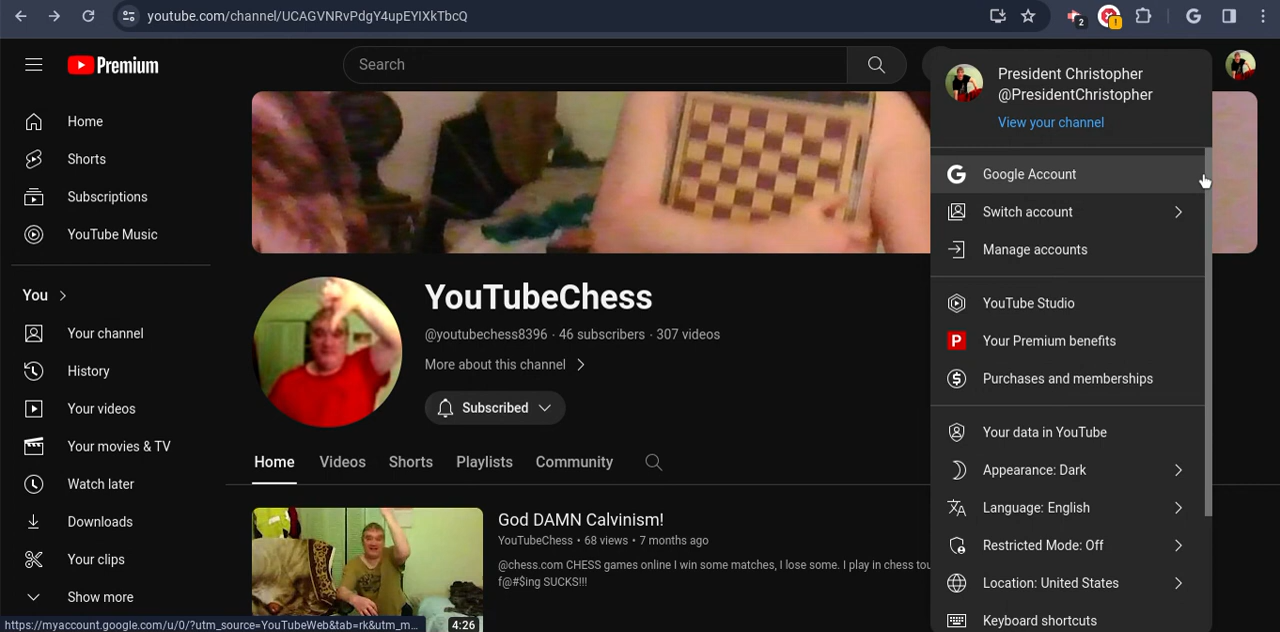 youtube.com/channel/UCAGVNRvPdgY4upEYIXkTbcQ
2
!
Premium
Search
President Christopher
@PresidentChristopher
View your channel
Home
Shorts
Subscriptions
YouTube Music
You
Your channel
History
Your videos
Your movies & TV
Watch later
Downloads
Your clips
Show more
YouTubeChess
@youtubechess8396 · 46 subscribers · 307 videos
More about this channel
Subscribed
Home Videos Shorts Playlists Community
God DAMN Calvinism!
YouTubeChess • 68 views • 7 months ago
@chess.com CHESS games online I win some matches, I lose some. I play in chess tou
f@#$ing SUCKS!!!
4:26
Google Account
Switch account
Manage accounts
YouTube Studio
P Your Premium benefits
Purchases and memberships
Your data in YouTube
Appearance: Dark
Language: English
Restricted Mode: Off
Location: United States
Keyboard shortcuts
https://myaccount.google.com/u/0/?utm_source=YouTubeWeb&tab=rk&utm_m...